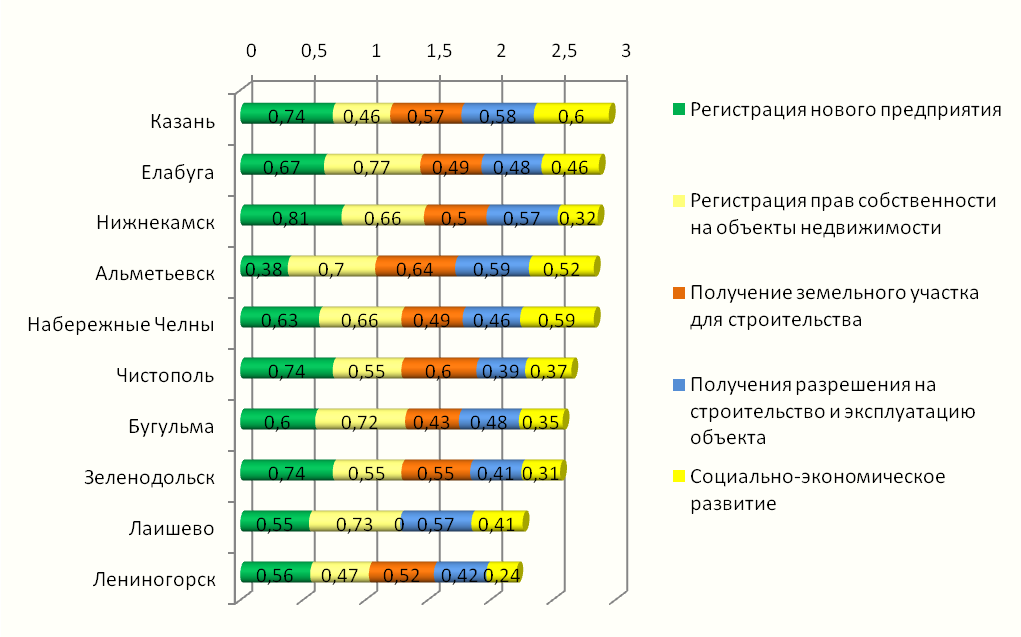 0 0,5 1 1,5 2 2,5 3
Казань 0,74 0,46 0,57 0,58 0,6
Елабуга 0,67 0,77 0,49 0,48 0,46
Нижнекамск 0,81 0,66 0,5 0,57 0,32
Альметьевск 0,38 0,7 0,64 0,59 0,52
Набережные Челны 0,63 0,66 0,49 0,46 0,59
Чистополь 0,74 0,55 0,6 0,39 0,37
Бугульма 0,6 0,72 0,43 0,48 0,35
Зеленодольск 0,74 0,55 0,55 0,41 0,31
Лаишево 0,55 0,73 0 0,57 0,41
Лениногорск 0,56 0,47 0,52 0,42 0,24
Регистрация нового предприятия
Регистрация прав собственности
на объекты недвижимости
Получение земельного участка
для строительства
Получения разрешения на
строительство и эксплуатацию
объекта
Социально-экономическое
развитие